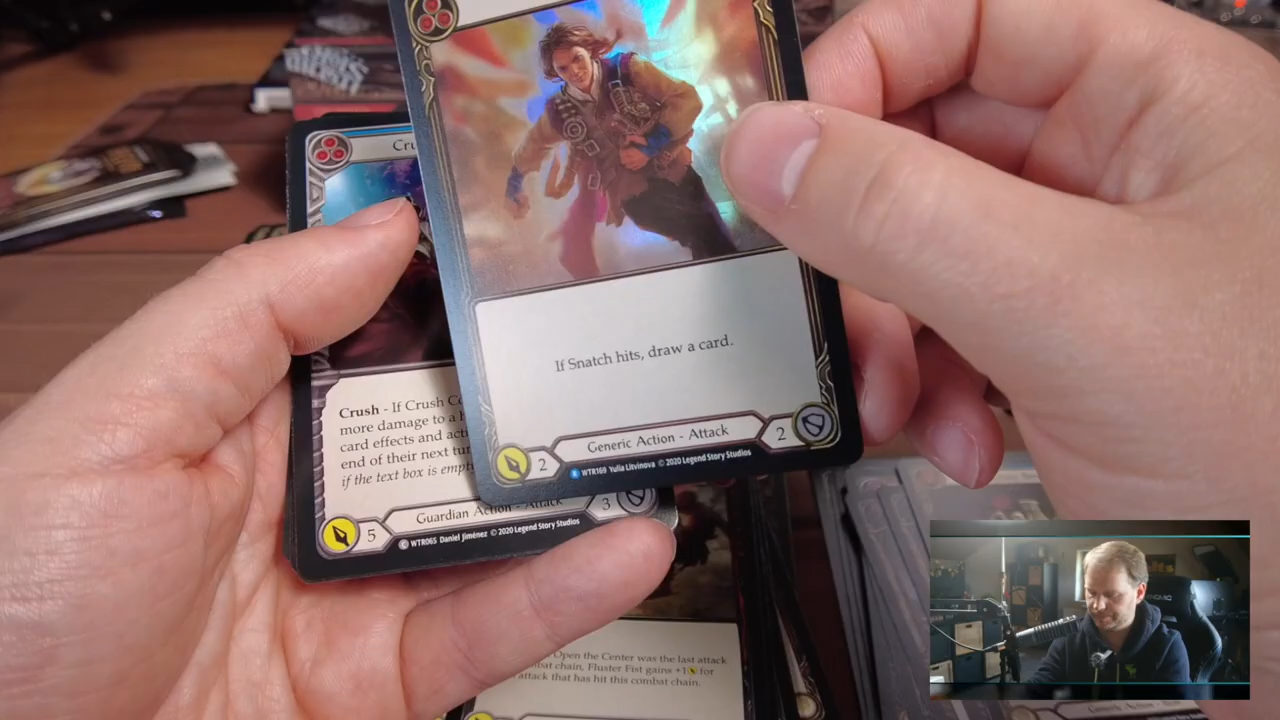 If Snatch hits, draw a card.
Generic Action - Attack
2
2
R WTR169 Yulia Litvinova © 2020 Legend Story Studios
Cru
Crush - If Crush Co
more damage to a h
card effects and acti
end of their next tur
if the text box is empt
Guardian Action - Attack
5
3
C WTR065 Daniel Jiménez © 2020 Legend Story Studios
Open the Center was the last attack
mbat chain, Fluster Fist gains +1 for
attack that has hit this combat chain.